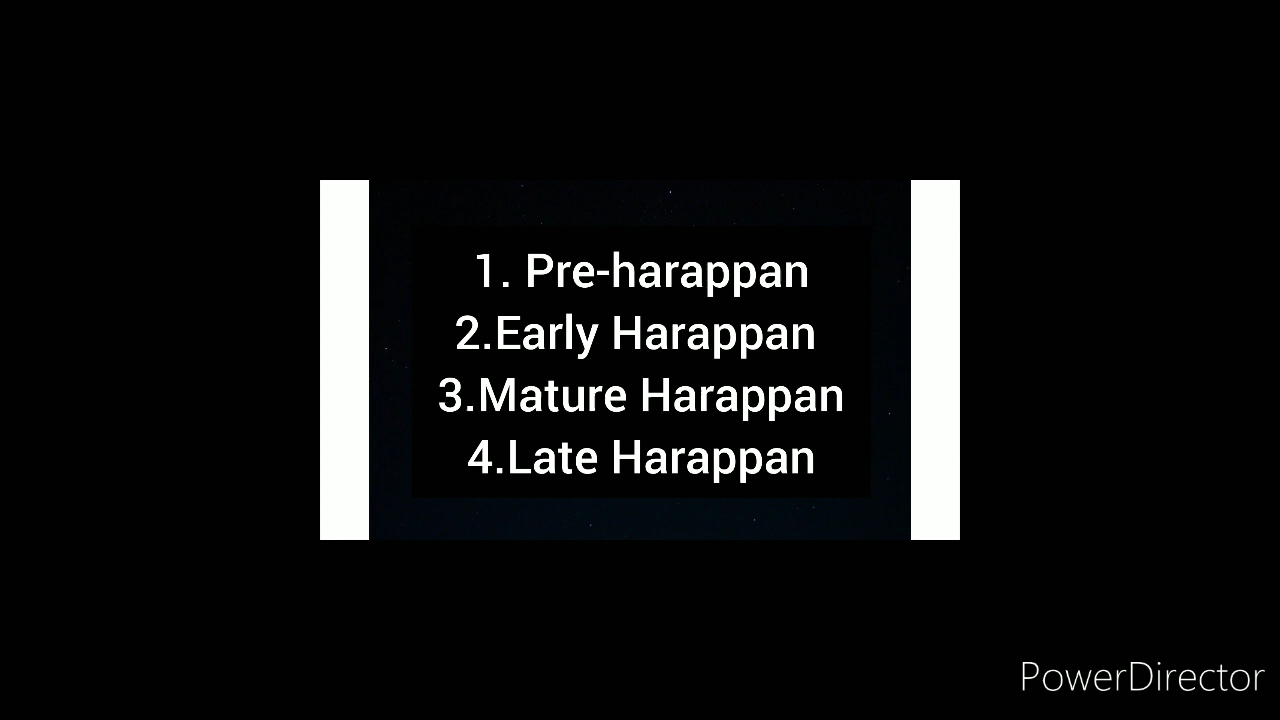 1. Pre-harappan
2.Early Harappan
3.Mature Harappan
4.Late Harappan
PowerDirector